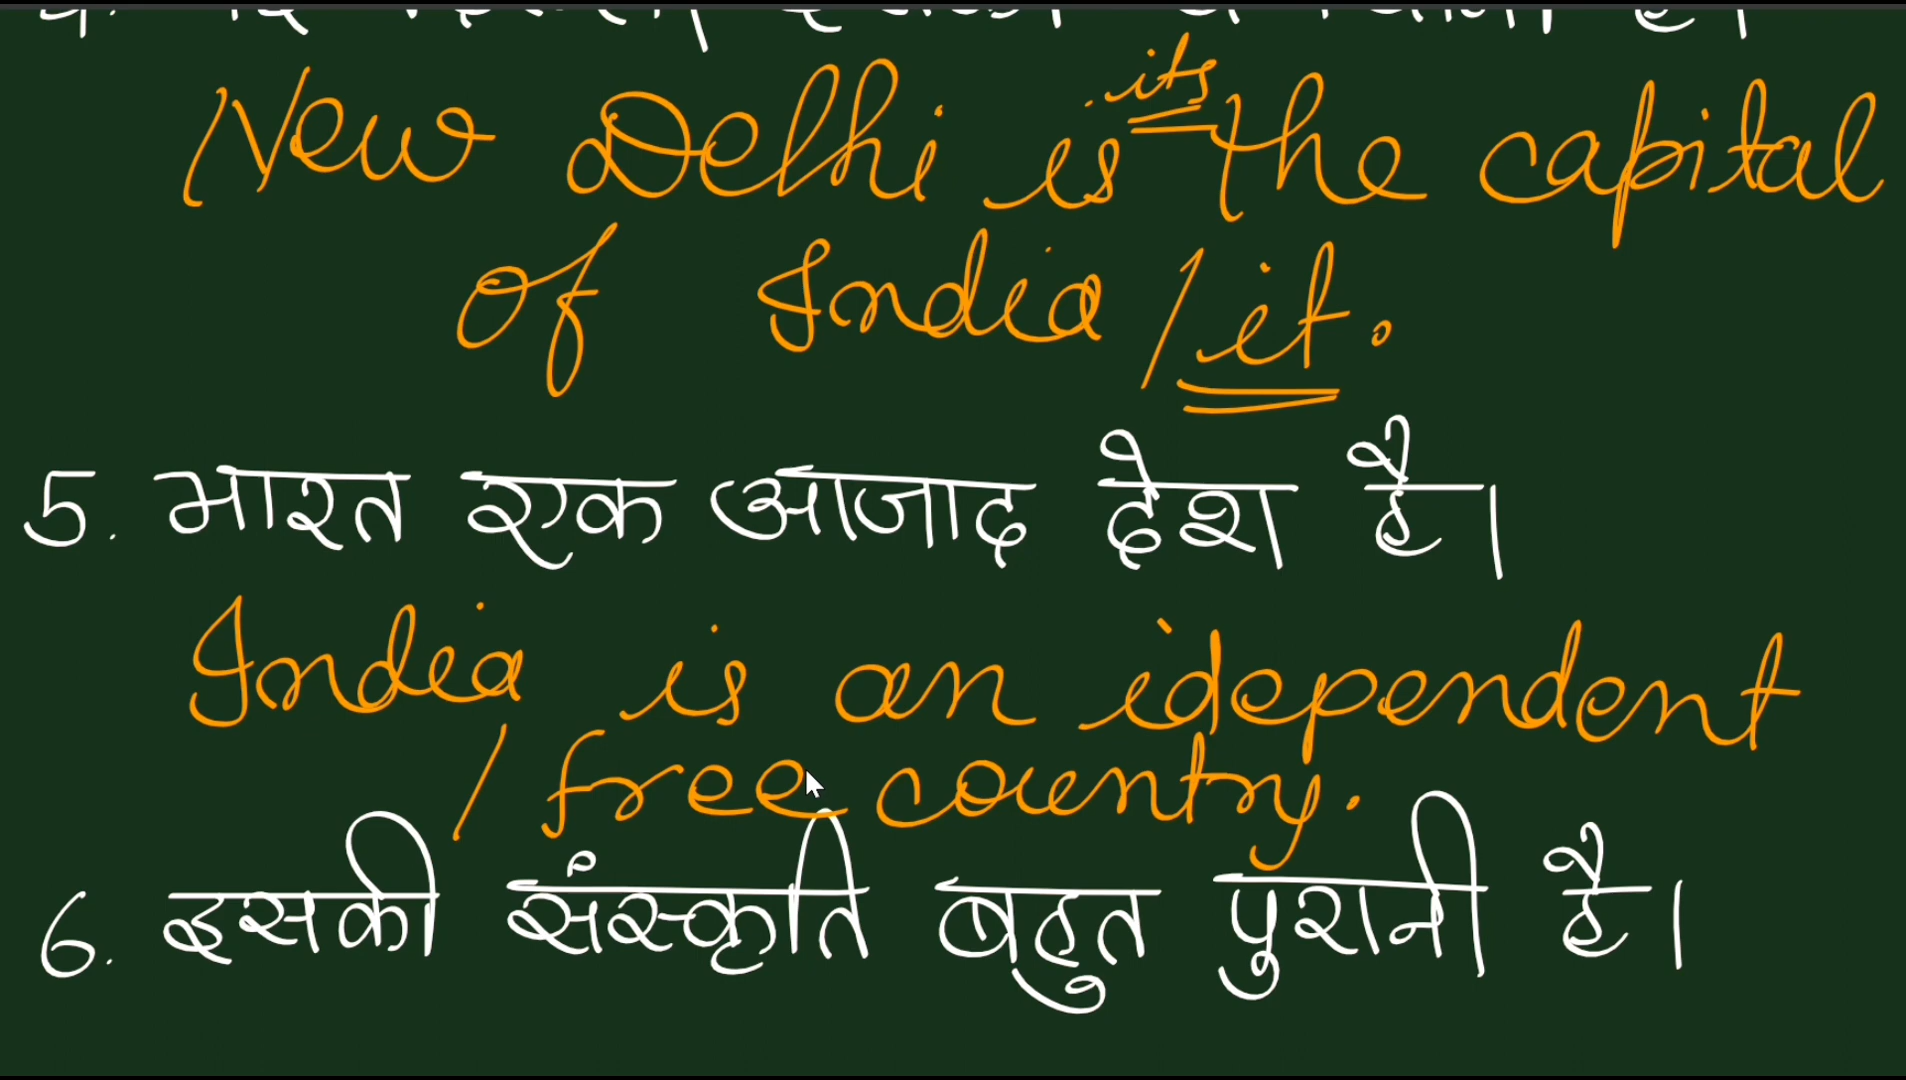 its
New Delhi is the capital
of India / it.
5. भारत एक आजाद देश है।
India is an idependent
/ free country.
6. इसकी संस्कृति बहुत पुरानी है।